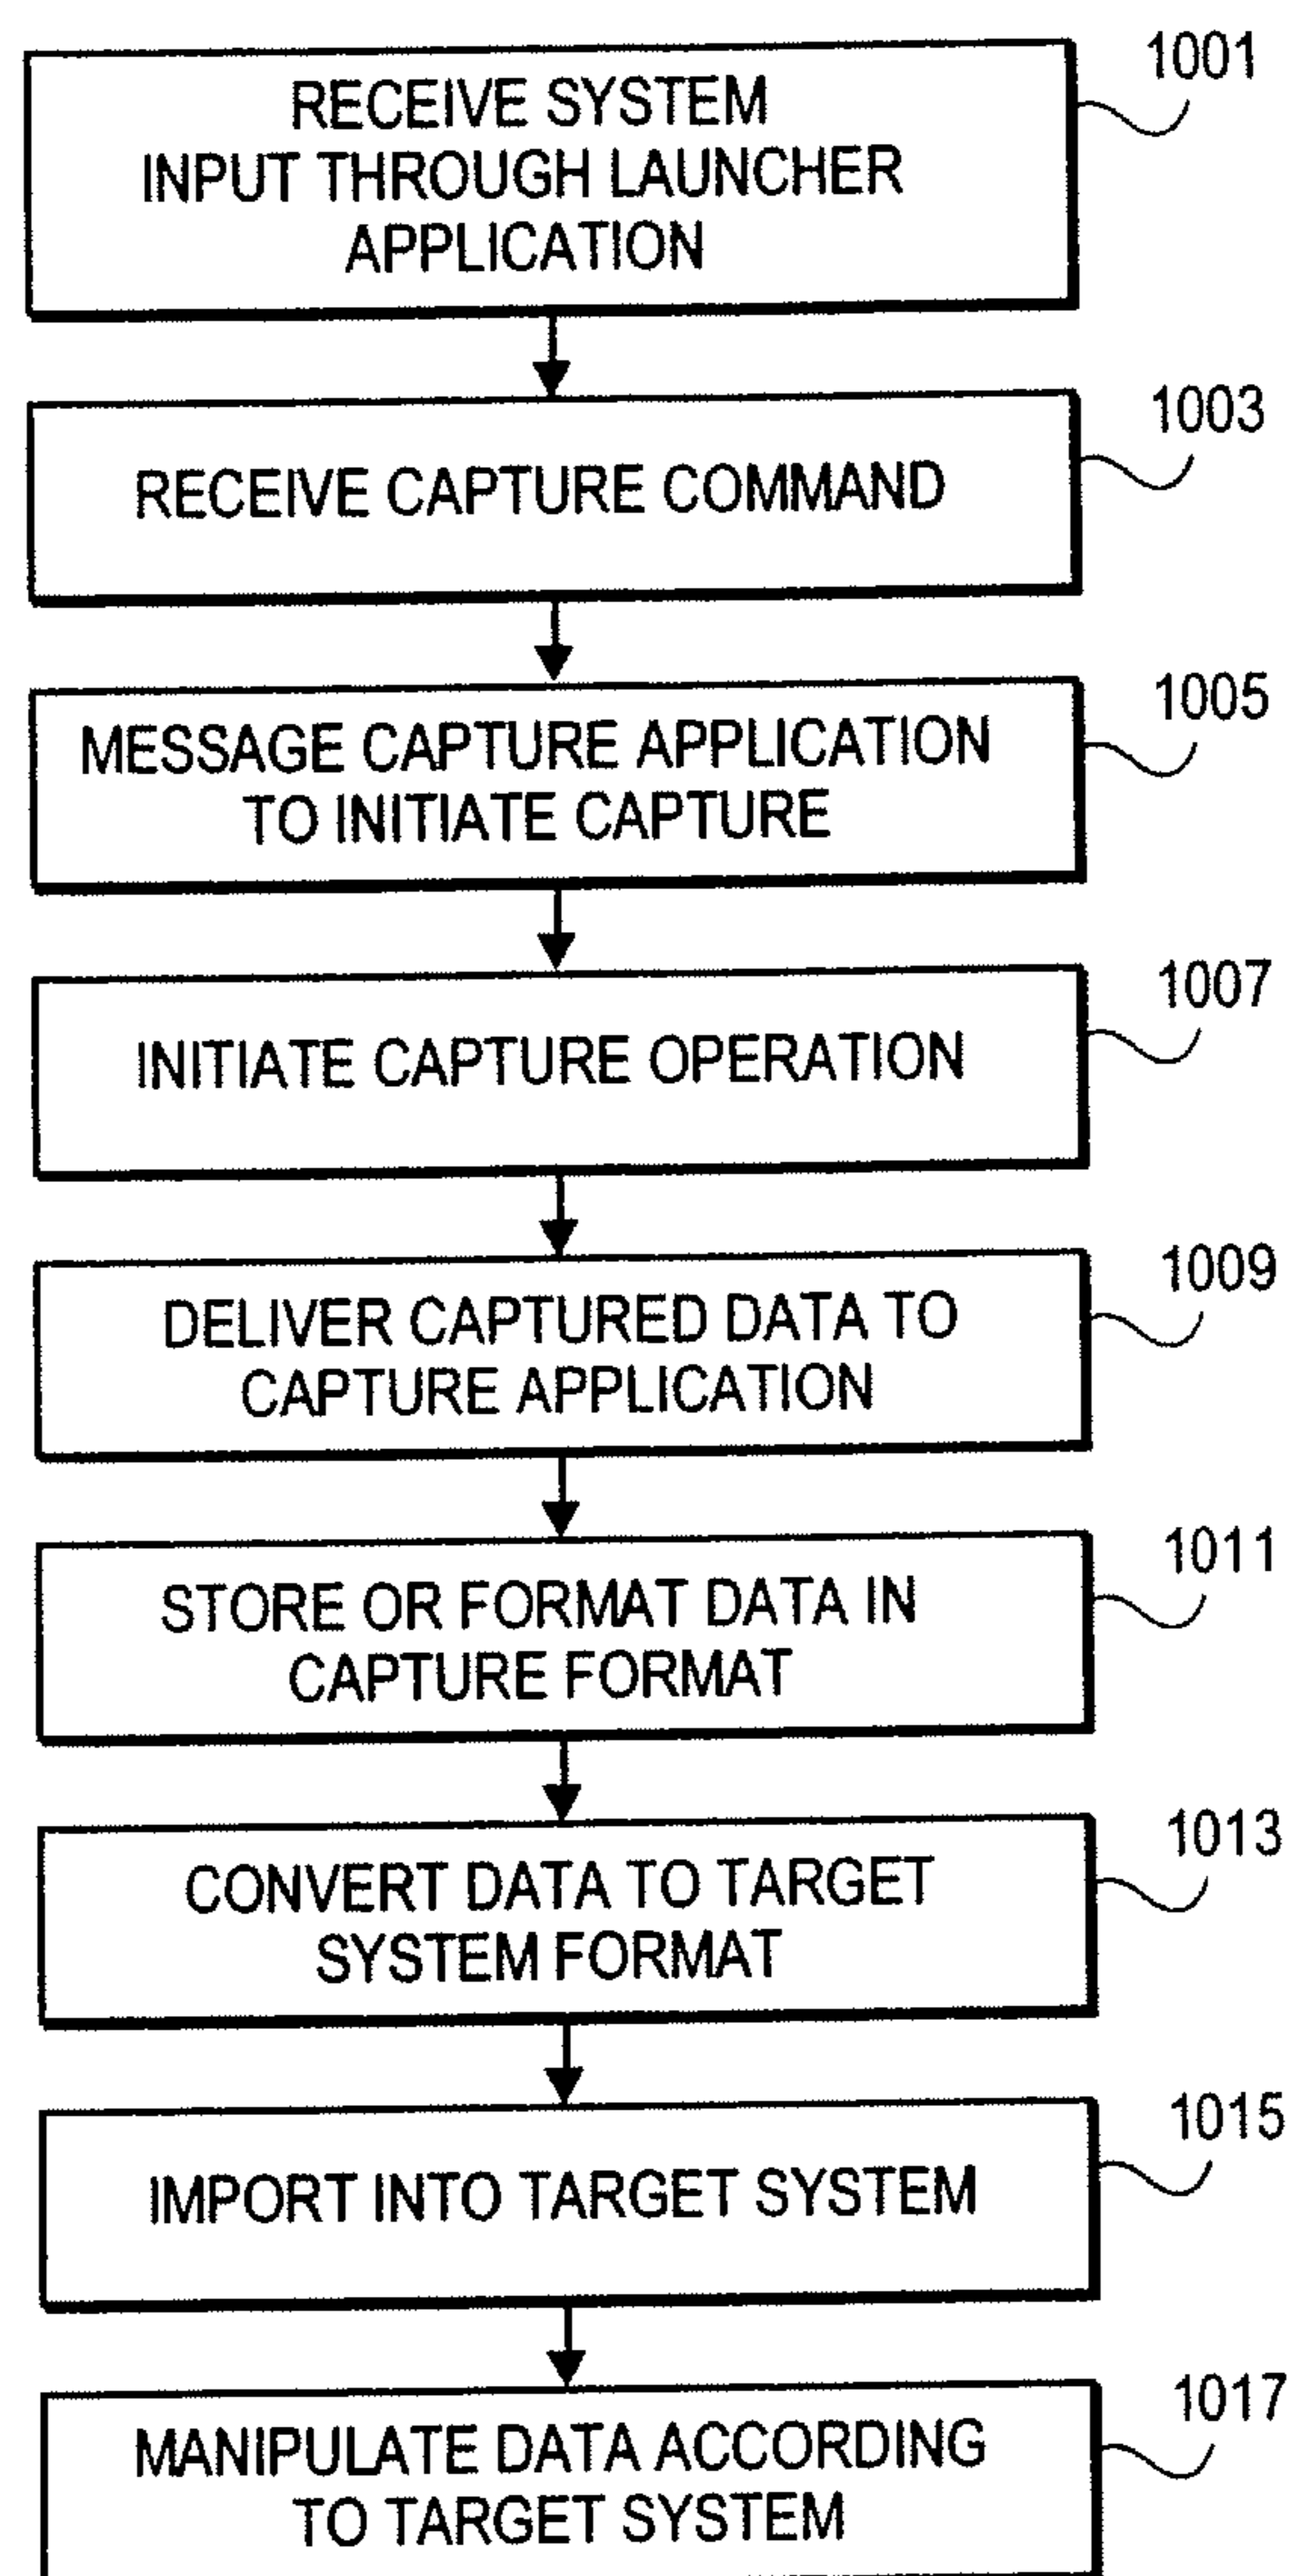 RECEIVE SYSTEM
INPUT THROUGH LAUNCHER
APPLICATION
1001
RECEIVE CAPTURE COMMAND
1003
MESSAGE CAPTURE APPLICATION
TO INITIATE CAPTURE
1005
INITIATE CAPTURE OPERATION
1007
DELIVER CAPTURED DATA TO
CAPTURE APPLICATION
1009
STORE OR FORMAT DATA IN
CAPTURE FORMAT
1011
CONVERT DATA TO TARGET
SYSTEM FORMAT
1013
IMPORT INTO TARGET SYSTEM
1015
MANIPULATE DATA ACCORDING
TO TARGET SYSTEM
1017